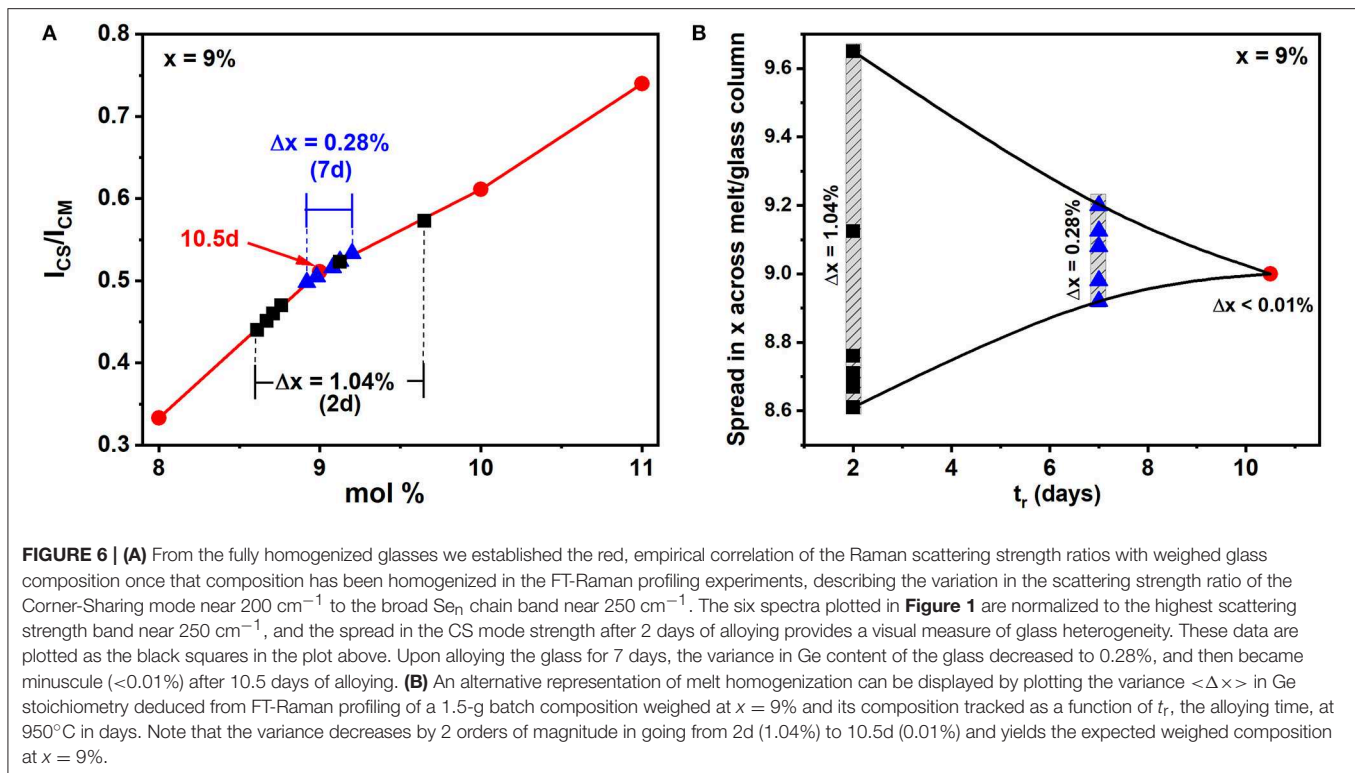 A
x = 9%
0.8
0.7
0.6
0.5
0.4
0.3
I_CS/I_CM
Δx = 0.28%
(7d)
10.5d
Δx = 1.04%
(2d)
8 9 10 11
mol %
B
x = 9%
9.6
9.4
9.2
9.0
8.8
8.6
Spread in x across melt/glass column
Δx = 1.04%
Δx = 0.28%
Δx < 0.01%
2 4 6 8 10
t_r (days)
FIGURE 6 | (A) From the fully homogenized glasses we established the red, empirical correlation of the Raman scattering strength ratios with weighed glass
composition once that composition has been homogenized in the FT-Raman profiling experiments, describing the variation in the scattering strength ratio of the
Corner-Sharing mode near 200 cm⁻¹ to the broad Seₙ chain band near 250 cm⁻¹. The six spectra plotted in Figure 1 are normalized to the highest scattering
strength band near 250 cm⁻¹, and the spread in the CS mode strength after 2 days of alloying provides a visual measure of glass heterogeneity. These data are
plotted as the black squares in the plot above. Upon alloying the glass for 7 days, the variance in Ge content of the glass decreased to 0.28%, and then became
minuscule (<0.01%) after 10.5 days of alloying. (B) An alternative representation of melt homogenization can be displayed by plotting the variance <Δ×> in Ge
stoichiometry deduced from FT-Raman profiling of a 1.5-g batch composition weighed at x = 9% and its composition tracked as a function of tᵣ, the alloying time, at
950°C in days. Note that the variance decreases by 2 orders of magnitude in going from 2d (1.04%) to 10.5d (0.01%) and yields the expected weighed composition
at x = 9%.